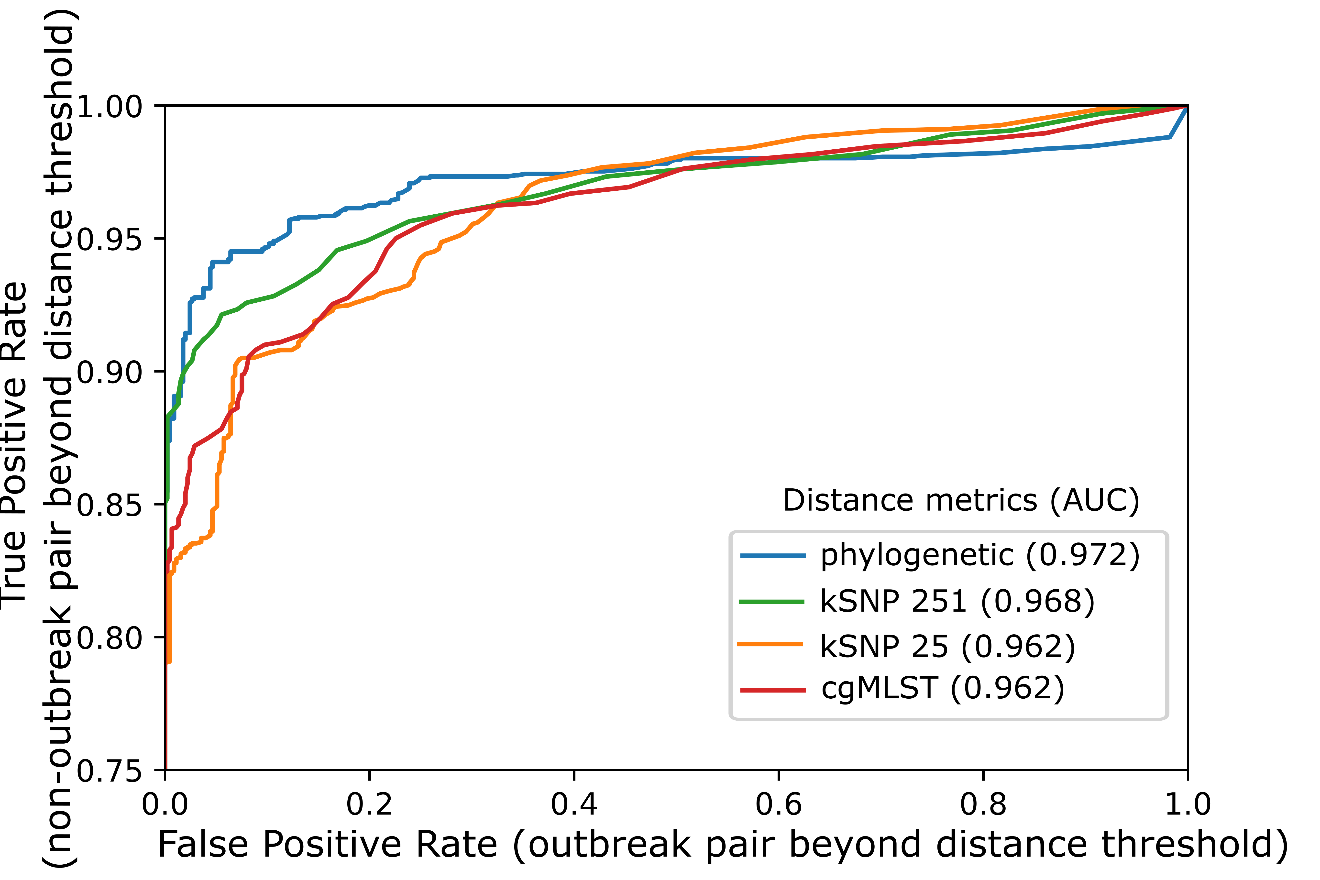 True Positive Rate
(non-outbreak pair beyond distance threshold)
1.00
0.95
0.90
0.85
0.80
0.75
Distance metrics (AUC)
phylogenetic (0.972)
kSNP 251 (0.968)
kSNP 25 (0.962)
cgMLST (0.962)
0.0 0.2 0.4 0.6 0.8 1.0
False Positive Rate (outbreak pair beyond distance threshold)